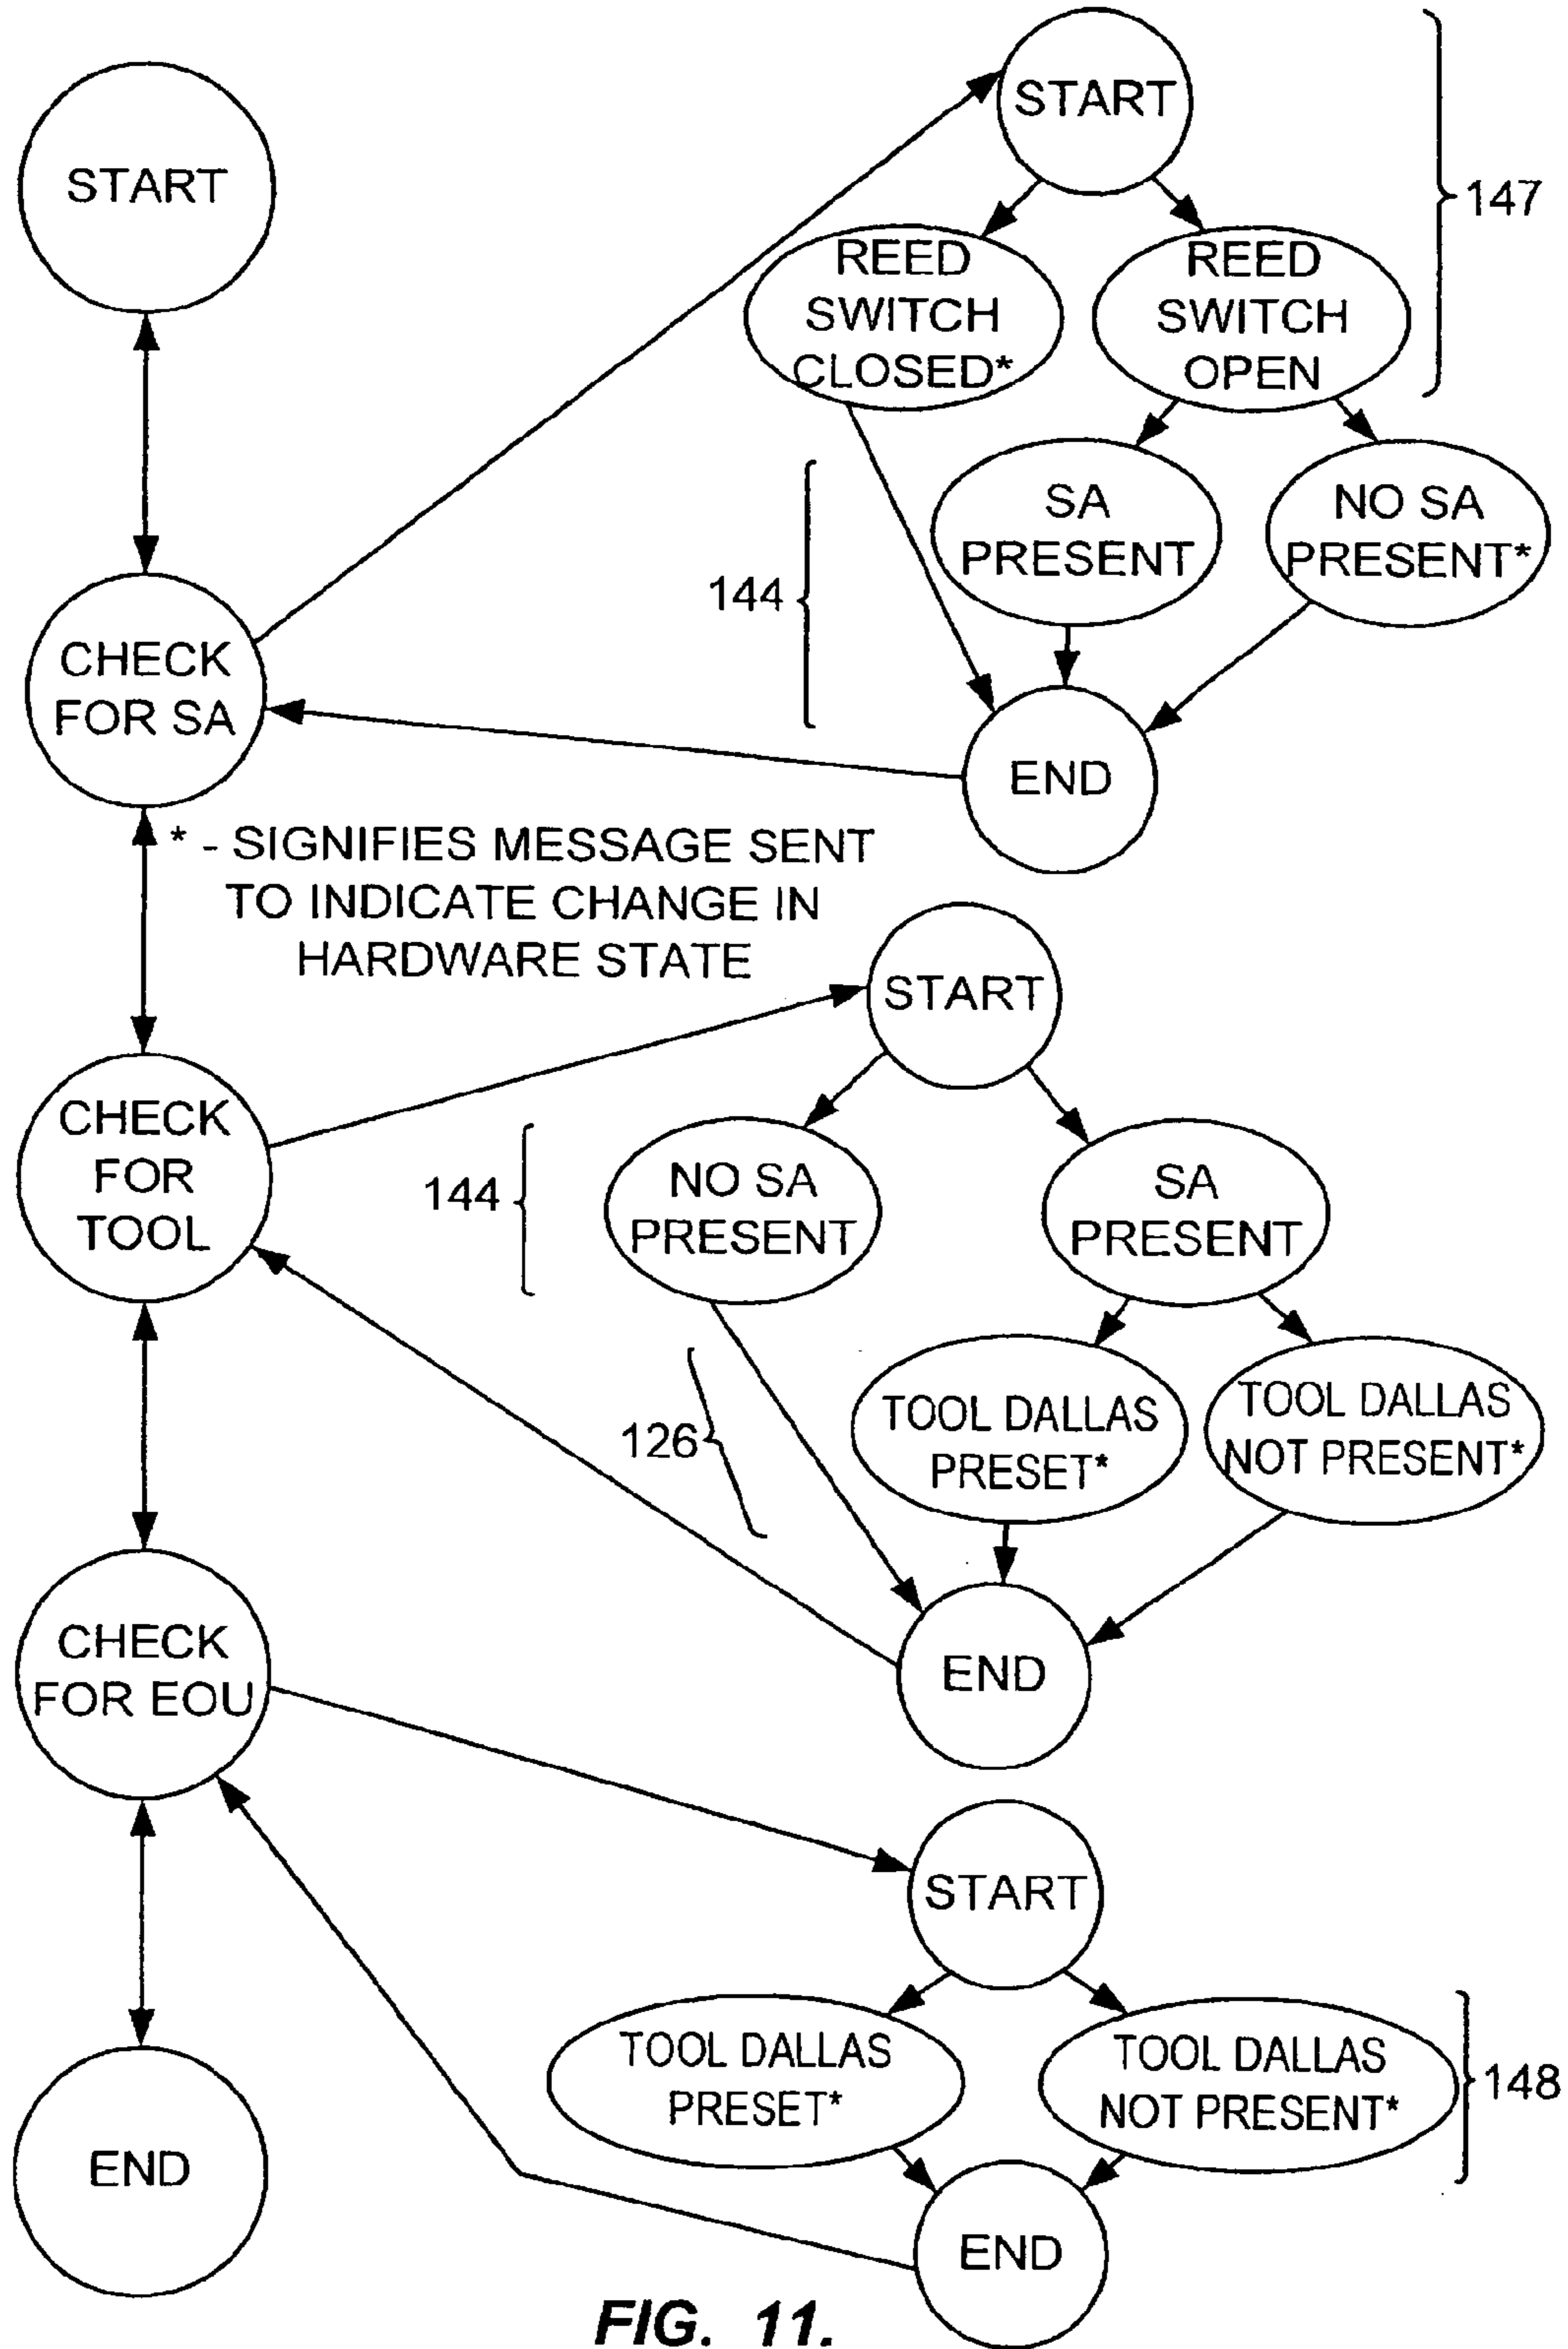 START
START
147
REED
SWITCH
CLOSED*
REED
SWITCH
OPEN
144
SA
PRESENT
NO SA
PRESENT*
CHECK
FOR SA
END
* - SIGNIFIES MESSAGE SENT
TO INDICATE CHANGE IN
HARDWARE STATE
START
CHECK
FOR
TOOL
144
NO SA
PRESENT
SA
PRESENT
126
TOOL DALLAS
PRESET*
TOOL DALLAS
NOT PRESENT*
CHECK
FOR EOU
END
START
TOOL DALLAS
PRESET*
TOOL DALLAS
NOT PRESENT*
148
END
END
FIG. 11.